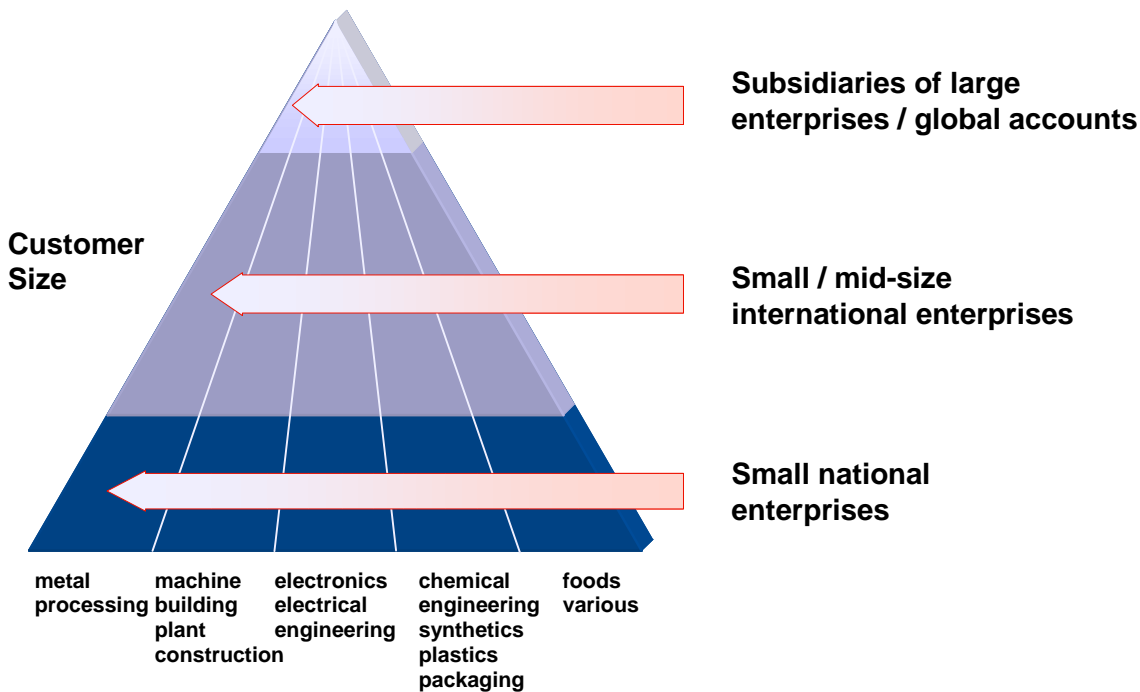 Subsidiaries of large
enterprises / global accounts
Customer
Size
Small / mid-size
international enterprises
Small national
enterprises
metal
processing
machine
building
plant
construction
electronics
electrical
engineering
chemical
engineering
synthetics
plastics
packaging
foods
various